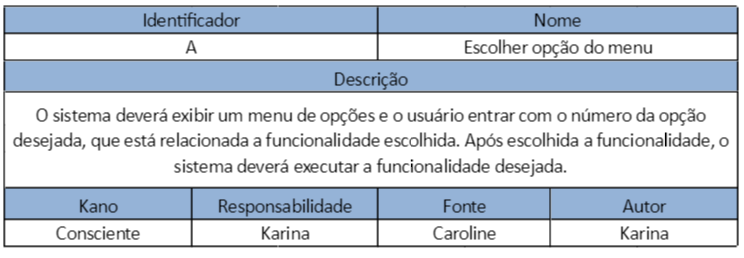 Identificador Nome
A Escolher opção do menu
Descrição
O sistema deverá exibir um menu de opções e o usuário entrar com o número da opção
desejada, que está relacionada a funcionalidade escolhida. Após escolhida a funcionalidade, o
sistema deverá executar a funcionalidade desejada.
Kano Responsabilidade Fonte Autor
Consciente Karina Caroline Karina